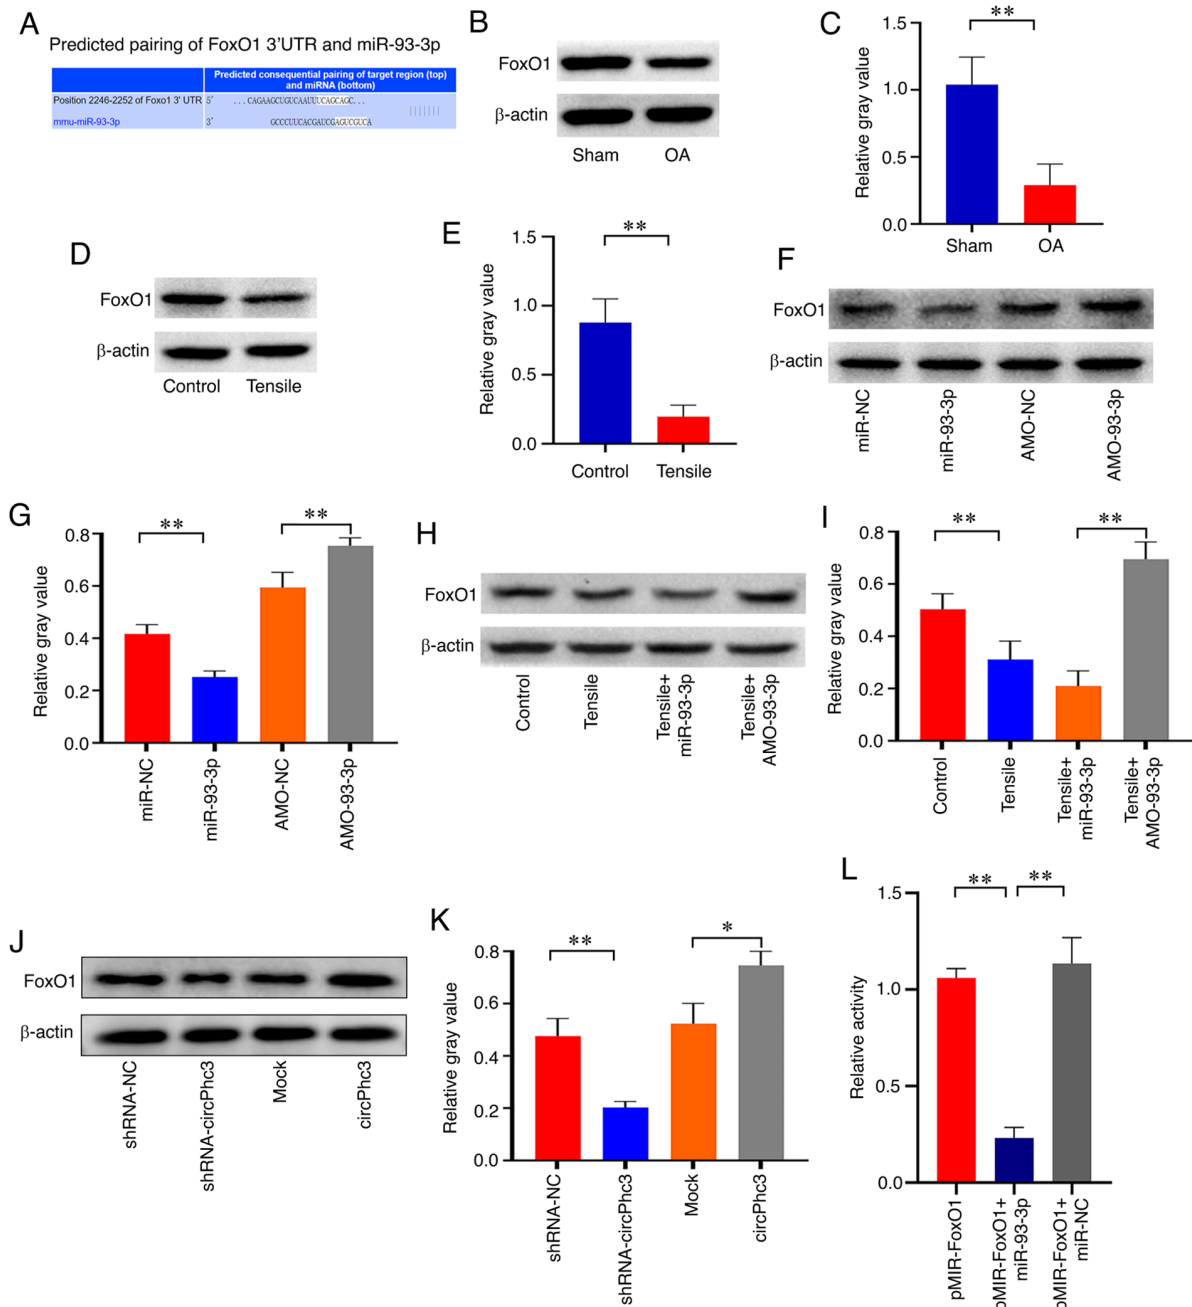 A
Predicted pairing of FoxO1 3'UTR and miR-93-3p
Predicted consequential pairing of target region (top)
and miRNA (bottom)
Position 2246-2252 of Foxo1 3' UTR 5' ...CAGAAGCUGUCAAUUUCAGCAGC...
mmu-miR-93-3p 3' GCCCUUCACGAUCGAGUCGUCA
B
FoxO1
β-actin
Sham OA
C
Relative gray value
1.5
1.0
0.5
0.0
**
Sham OA
D
FoxO1
β-actin
Control Tensile
E
Relative gray value
1.5
1.0
0.5
0.0
**
Control Tensile
F
FoxO1
β-actin
miR-NC
miR-93-3p
AMO-NC
AMO-93-3p
G
Relative gray value
0.8
0.6
0.4
0.2
0.0
**
**
miR-NC
miR-93-3p
AMO-NC
AMO-93-3p
H
FoxO1
β-actin
Control
Tensile
Tensile+
miR-93-3p
Tensile+
AMO-93-3p
I
Relative gray value
0.8
0.6
0.4
0.2
0.0
**
**
Control
Tensile
Tensile+
miR-93-3p
Tensile+
AMO-93-3p
J
FoxO1
β-actin
shRNA-NC
shRNA-circPhc3
Mock
circPhc3
K
Relative gray value
0.8
0.6
0.4
0.2
0.0
**
*
shRNA-NC
shRNA-circPhc3
Mock
circPhc3
L
Relative activity
1.5
1.0
0.5
0.0
**
**
pMIR-FoxO1
pMIR-FoxO1+
miR-93-3p
pMIR-FoxO1+
miR-NC